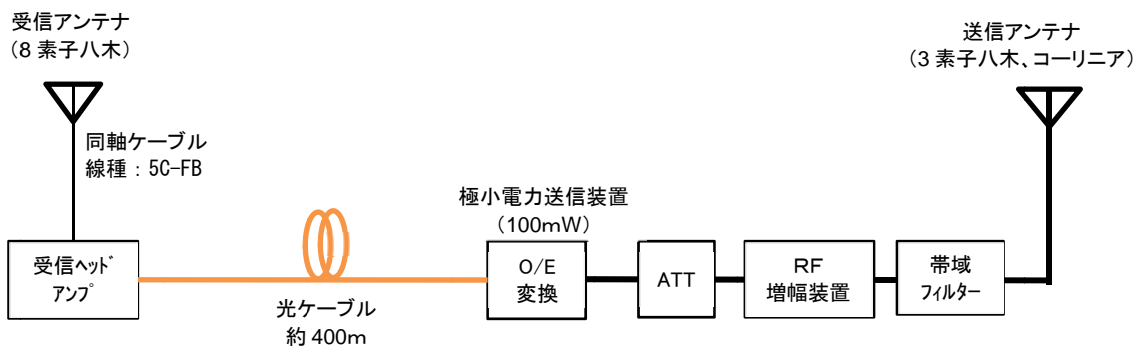 受信アンテナ
（8 素子八木）
同軸ケーブル
線種：5C-FB
受信ﾍｯﾄﾞ
ｱﾝﾌﾟ
光ケーブル
約 400m
極小電力送信装置
（100mW）
O/E
変換
ATT
RF
増幅装置
帯域
フィルター
送信アンテナ
（3 素子八木、コーリニア）